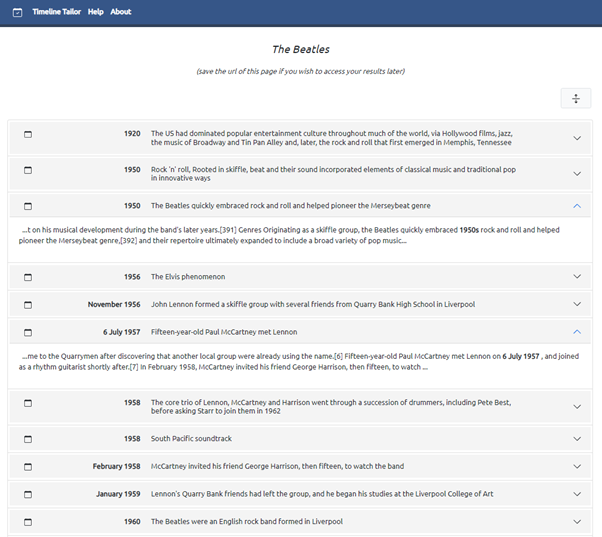 Timeline Tailor Help About
The Beatles
(save the url of this page if you wish to access your results later)
1920 The US had dominated popular entertainment culture throughout much of the world, via Hollywood films, jazz,
the music of Broadway and Tin Pan Alley and, later, the rock and roll that first emerged in Memphis, Tennessee
1950 Rock 'n' roll, Rooted in skiffle, beat and their sound incorporated elements of classical music and traditional pop
in innovative ways
1950 The Beatles quickly embraced rock and roll and helped pioneer the Merseybeat genre
...t on his musical development during the band's later years.[391] Genres Originating as a skiffle group, the Beatles quickly embraced 1950s rock and roll and helped
pioneer the Merseybeat genre,[392] and their repertoire ultimately expanded to include a broad variety of pop music...
1956 The Elvis phenomenon
November 1956 John Lennon formed a skiffle group with several friends from Quarry Bank High School in Liverpool
6 July 1957 Fifteen-year-old Paul McCartney met Lennon
...me to the Quarrymen after discovering that another local group were already using the name.[6] Fifteen-year-old Paul McCartney met Lennon on 6 July 1957 , and joined
as a rhythm guitarist shortly after.[7] In February 1958, McCartney invited his friend George Harrison, then fifteen, to watch ...
1958 The core trio of Lennon, McCartney and Harrison went through a succession of drummers, including Pete Best,
before asking Starr to join them in 1962
1958 South Pacific soundtrack
February 1958 McCartney invited his friend George Harrison, then fifteen, to watch the band
January 1959 Lennon's Quarry Bank friends had left the group, and he began his studies at the Liverpool College of Art
1960 The Beatles were an English rock band formed in Liverpool